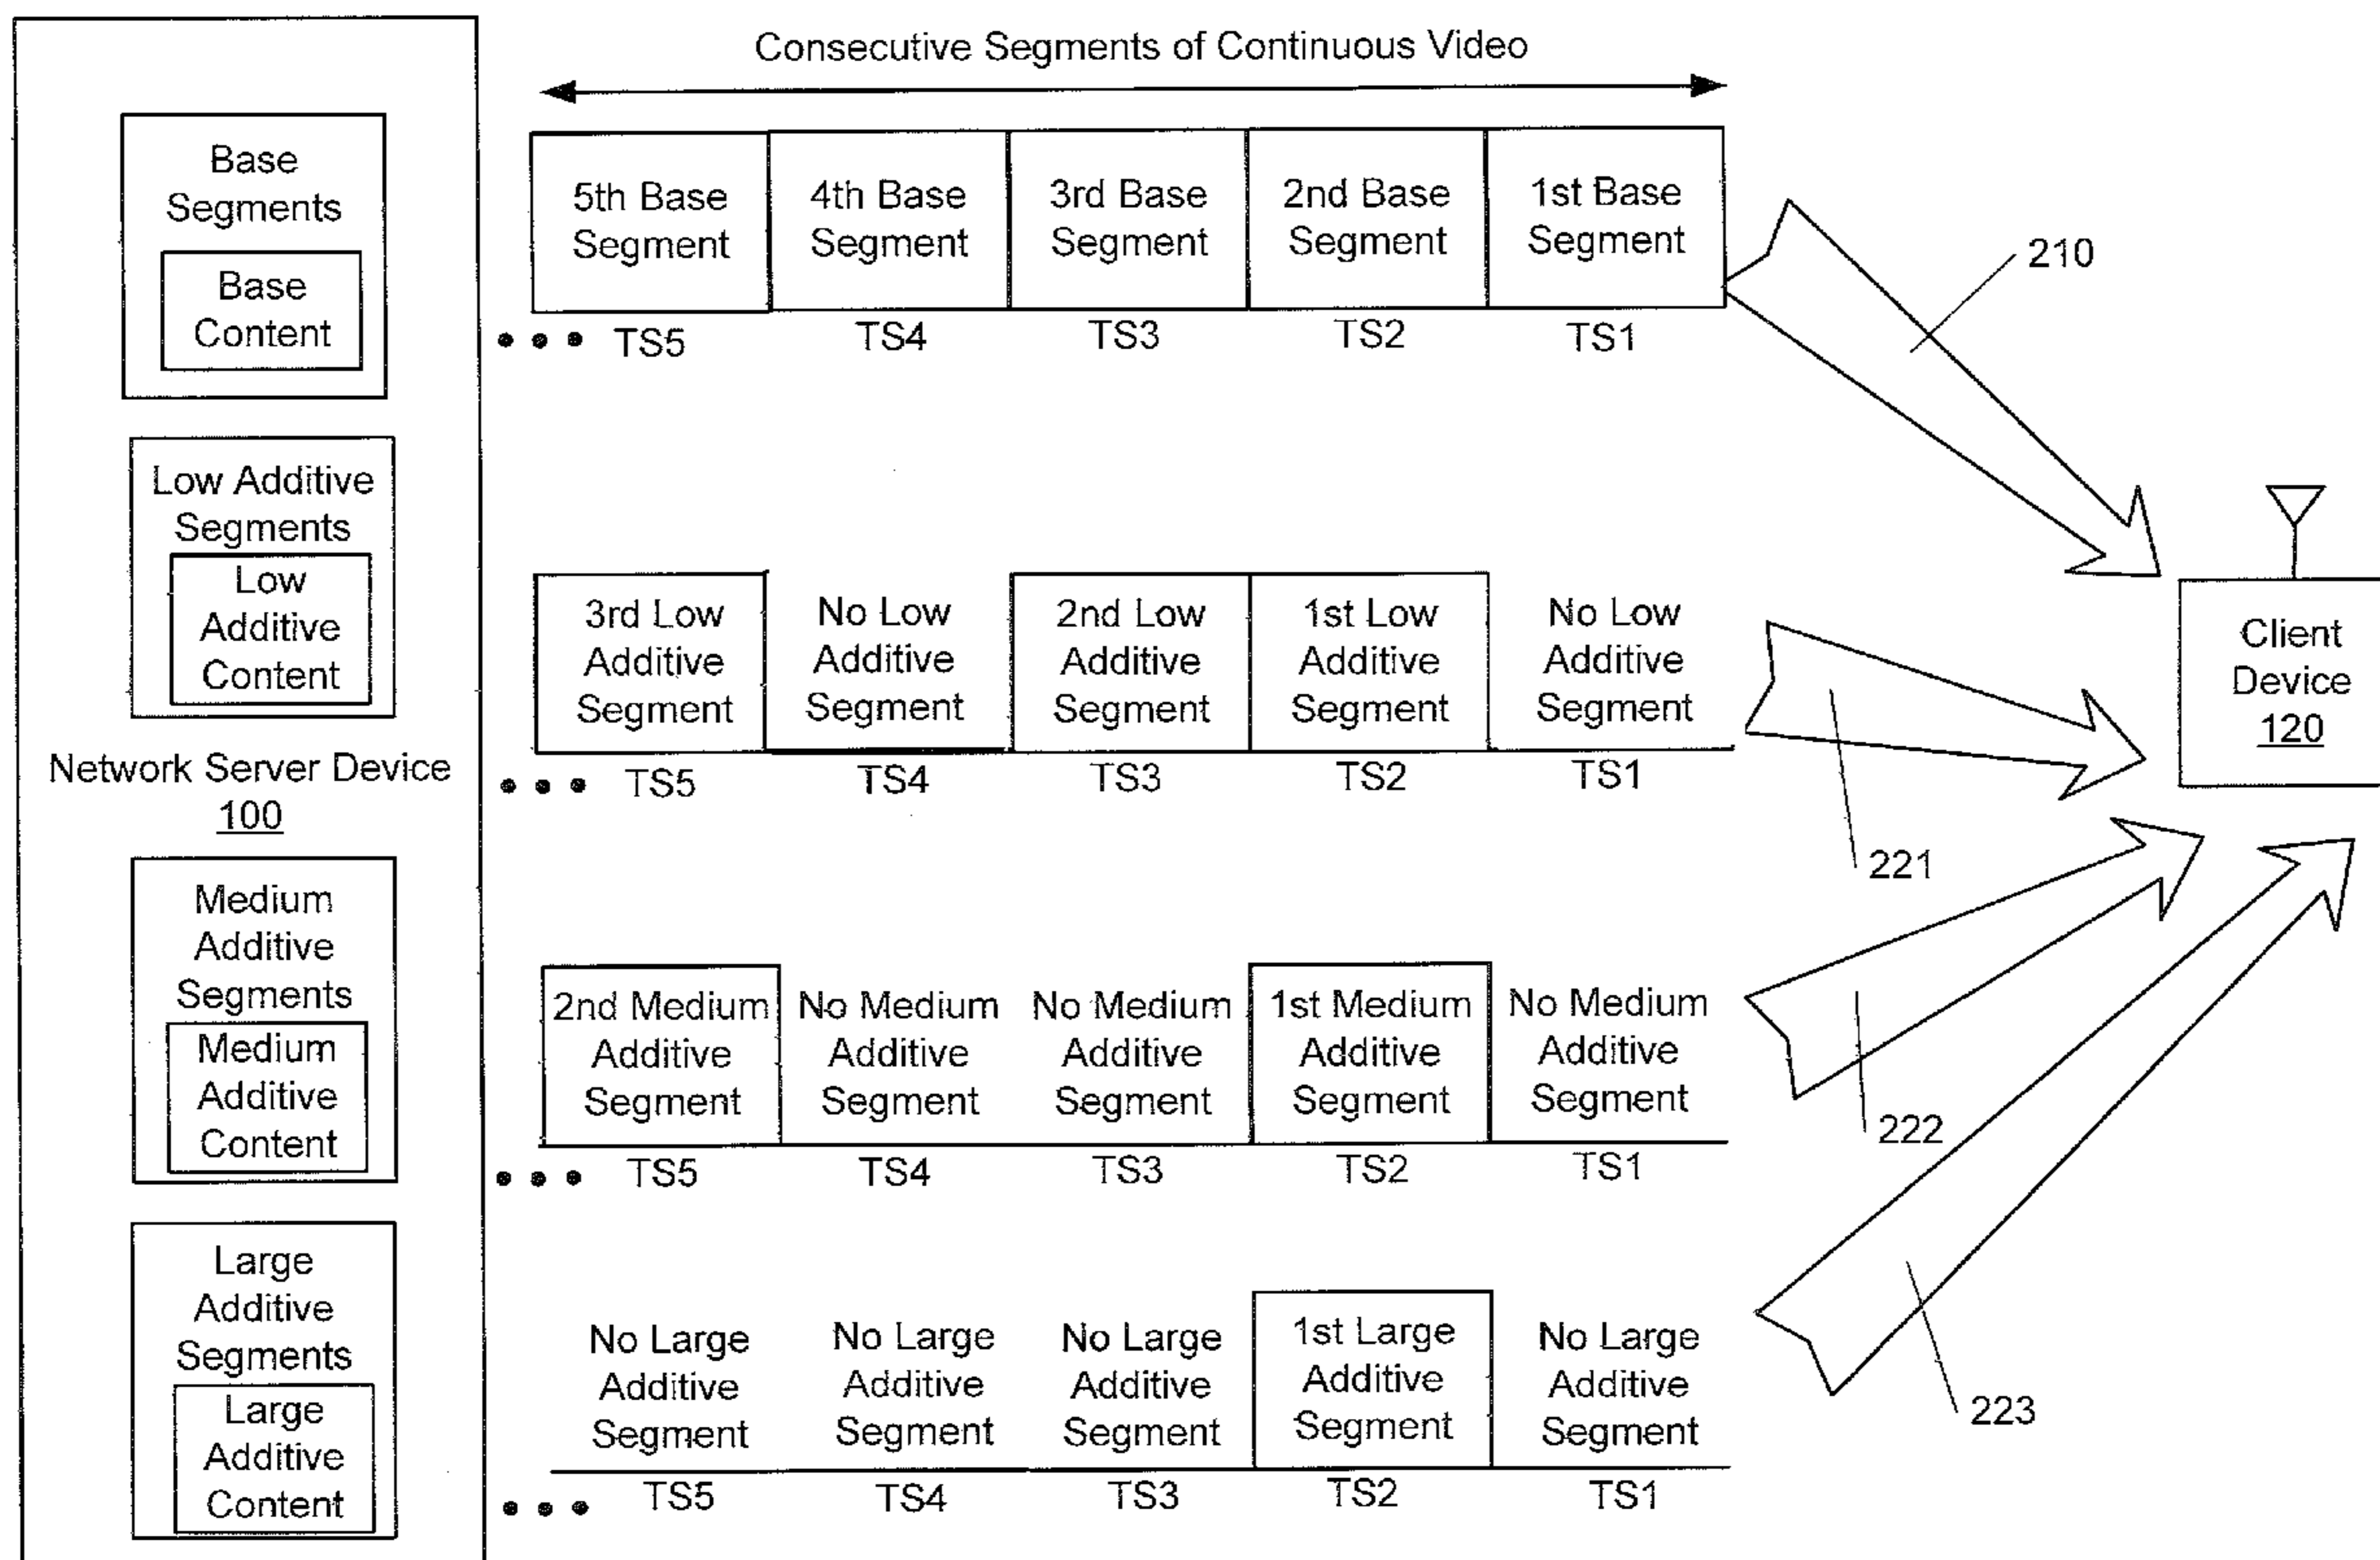 Consecutive Segments of Continuous Video
Base
Segments
Base
Content
5th Base
Segment
4th Base
Segment
3rd Base
Segment
2nd Base
Segment
1st Base
Segment
TS5
TS4
TS3
TS2
TS1
210
Low Additive
Segments
Low
Additive
Content
3rd Low
Additive
Segment
No Low
Additive
Segment
2nd Low
Additive
Segment
1st Low
Additive
Segment
No Low
Additive
Segment
TS5
TS4
TS3
TS2
TS1
221
Client
Device
120
Network Server Device
100
Medium
Additive
Segments
Medium
Additive
Content
2nd Medium
Additive
Segment
No Medium
Additive
Segment
No Medium
Additive
Segment
1st Medium
Additive
Segment
No Medium
Additive
Segment
TS5
TS4
TS3
TS2
TS1
222
Large
Additive
Segments
Large
Additive
Content
No Large
Additive
Segment
No Large
Additive
Segment
No Large
Additive
Segment
1st Large
Additive
Segment
No Large
Additive
Segment
TS5
TS4
TS3
TS2
TS1
223